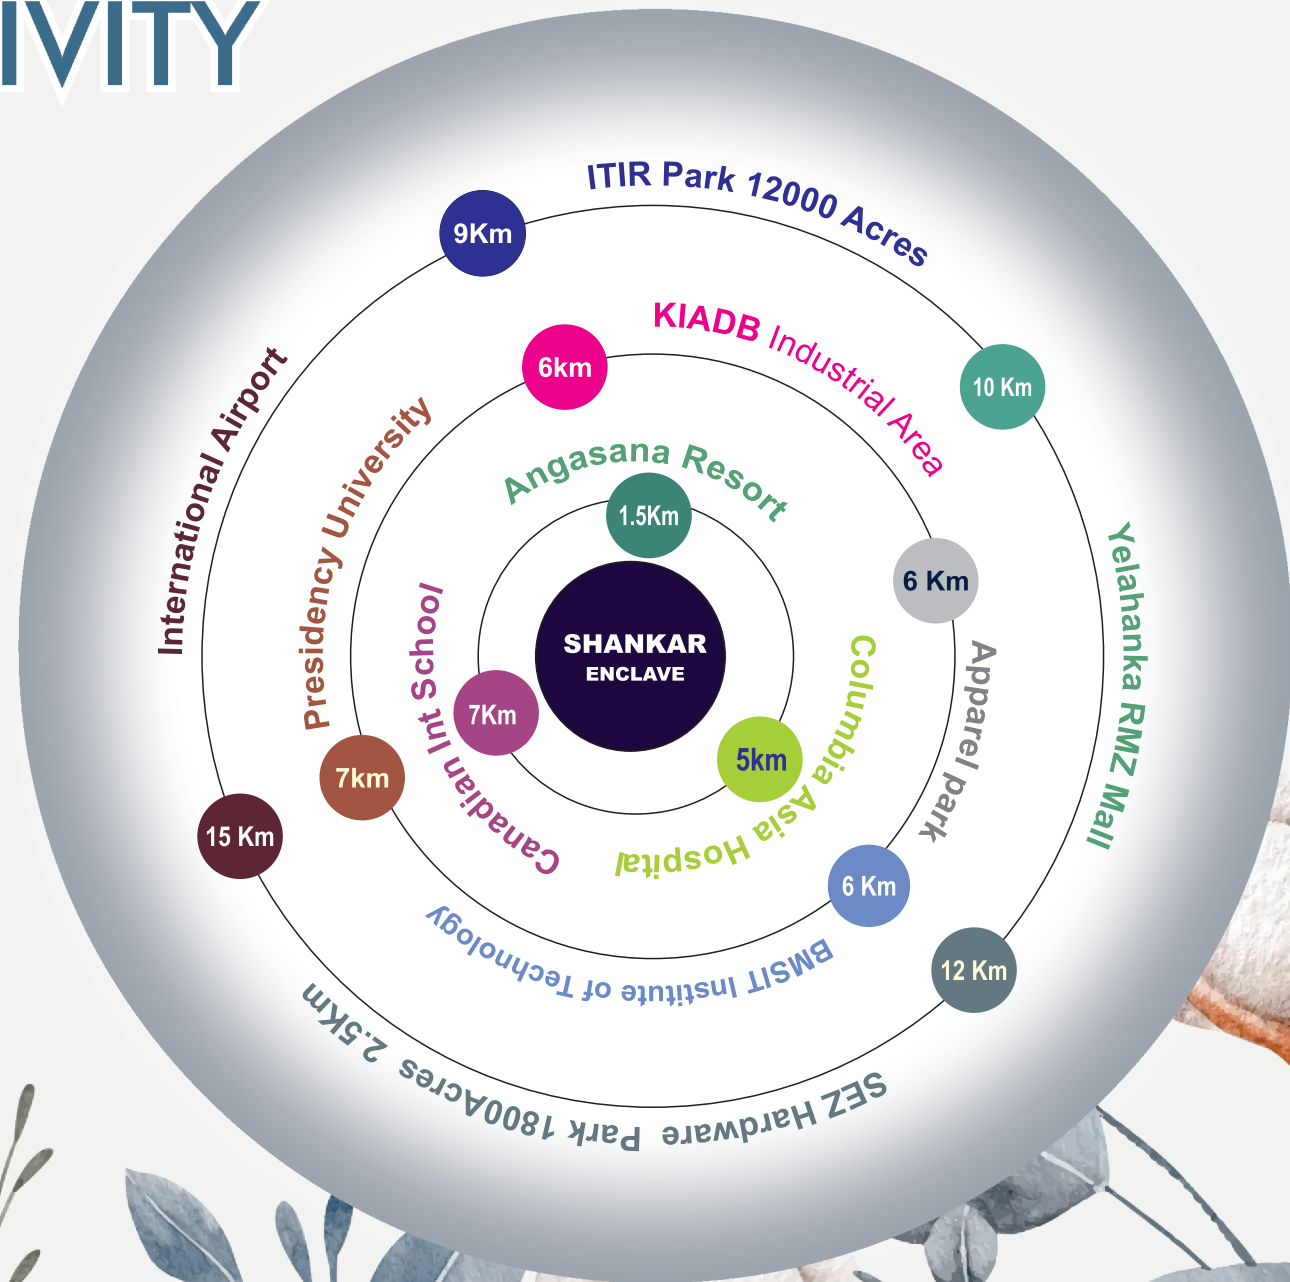 IVITY
9Km
ITIR Park 12000 Acres
10 Km
Yelahanka RMZ Mall
12 Km
SEZ Hardware Park 1800Acres 2.5Km
15 Km
International Airport
6km
KIADB Industrial Area
6 Km
Apparel park
6 Km
BMSIT Institute of Technology
7km
Presidency University
1.5Km
Angasana Resort
5km
Columbia Asia Hospital
7Km
Canadian Int School
SHANKAR
ENCLAVE